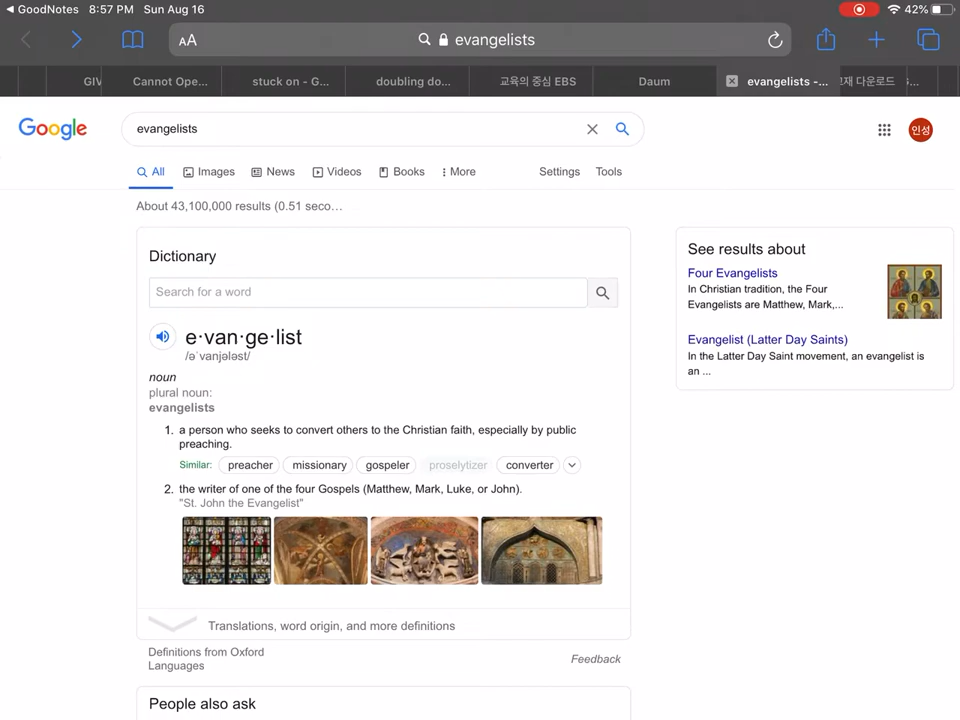 ◀ GoodNotes 8:57 PM Sun Aug 16 42%
AA evangelists
GIV Cannot Ope... stuck on - G... doubling do... 교육의 중심 EBS Daum evangelists -... 교재 다운로드
Google evangelists 인성
All Images News Videos Books More Settings Tools
About 43,100,000 results (0.51 seco…
Dictionary
Search for a word
e·van·ge·list
/əˈvanjələst/
noun
plural noun:
evangelists
1. a person who seeks to convert others to the Christian faith, especially by public
preaching.
Similar: preacher missionary gospeler proselytizer converter
2. the writer of one of the four Gospels (Matthew, Mark, Luke, or John).
"St. John the Evangelist"
Translations, word origin, and more definitions
Definitions from Oxford
Languages
Feedback
People also ask
See results about
Four Evangelists
In Christian tradition, the Four
Evangelists are Matthew, Mark,...
Evangelist (Latter Day Saints)
In the Latter Day Saint movement, an evangelist is
an ...